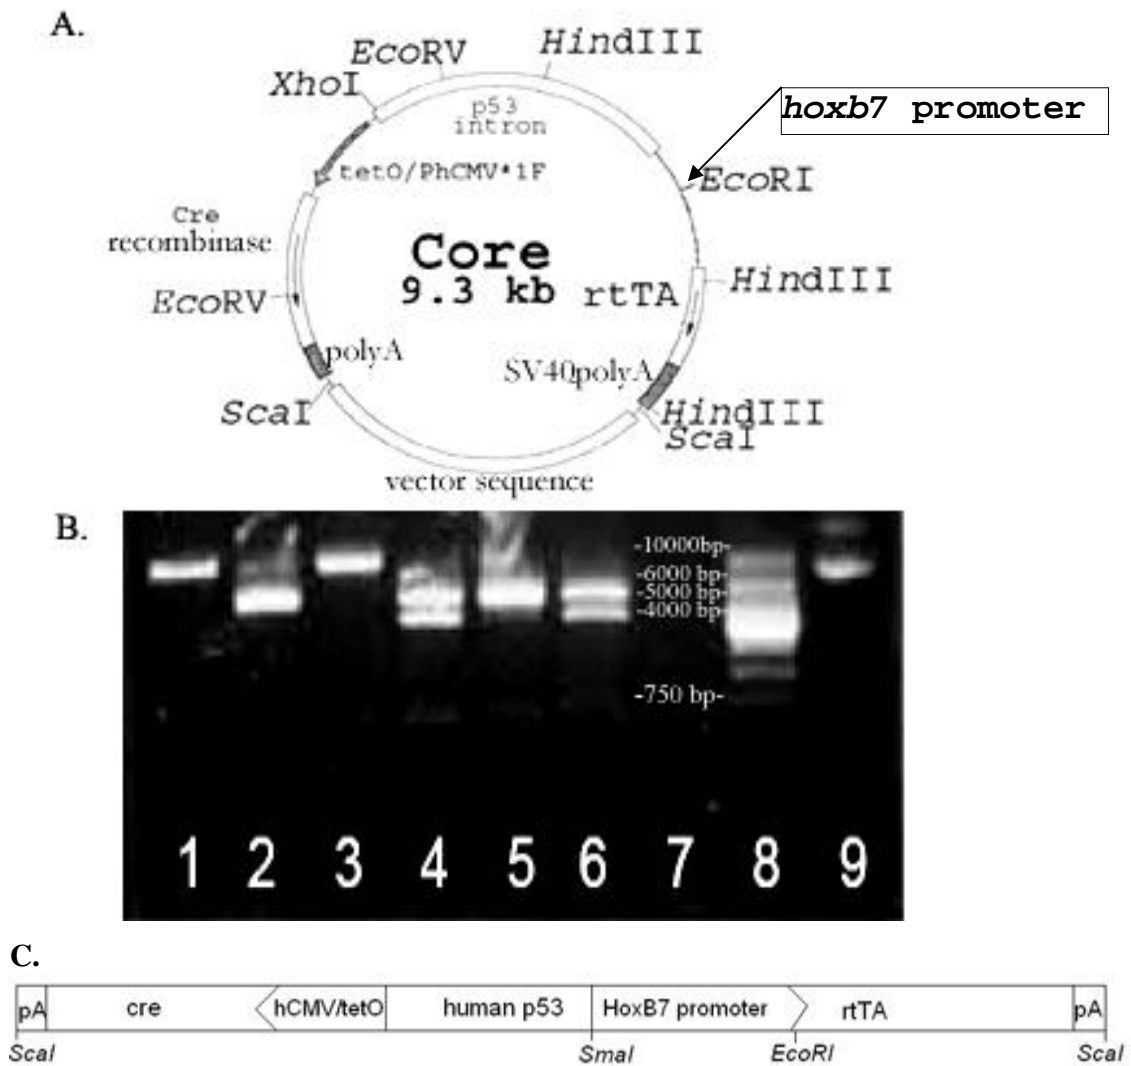 A.
EcoRV
HindIII
XhoI
p53
intron
hoxb7 promoter
tetO/PhCMV*1F
EcoRI
Cre
recombinase
Core
9.3 kb
rtTA
HindIII
EcoRV
polyA
SV40polyA
ScaI
HindIII
ScaI
vector sequence
B.
-10000bp-
-6000 bp-
-5000 bp-
-4000 bp-
-750 bp-
1 2 3 4 5 6 7 8 9
C.
pA cre hCMV/tetO human p53 HoxB7 promoter rtTA pA
ScaI SmaI EcoRI ScaI